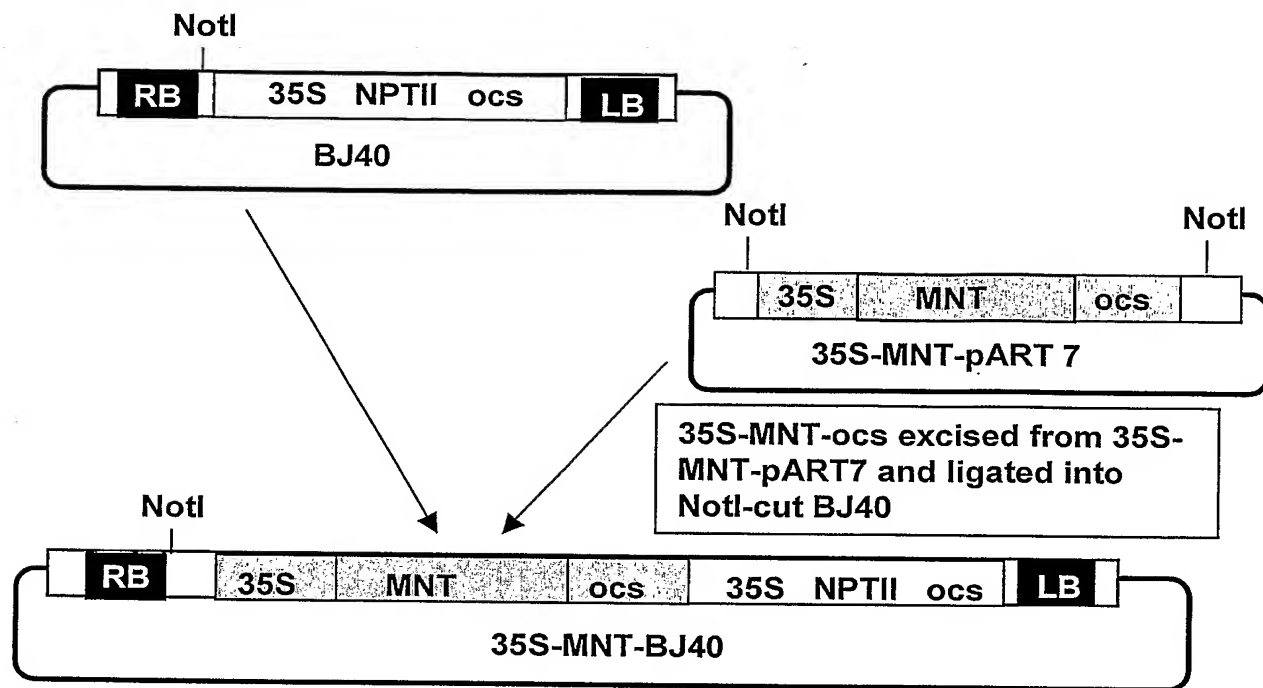 NotI
RB 35S NPTII ocs LB
BJ40
NotI NotI
35S MNT ocs
35S-MNT-pART 7
35S-MNT-ocs excised from 35S-
MNT-pART7 and ligated into
NotI-cut BJ40
NotI
RB 35S MNT ocs 35S NPTII ocs LB
35S-MNT-BJ40